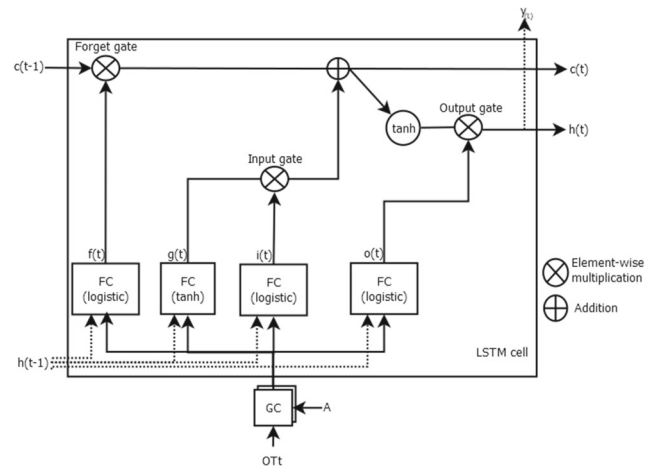 y(t)
Forget gate
c(t-1)
c(t)
Output gate
tanh
h(t)
Input gate
f(t)
g(t)
i(t)
o(t)
FC
(logistic)
FC
(tanh)
FC
(logistic)
FC
(logistic)
Element-wise
multiplication
Addition
h(t-1)
LSTM cell
GC
A
OTt